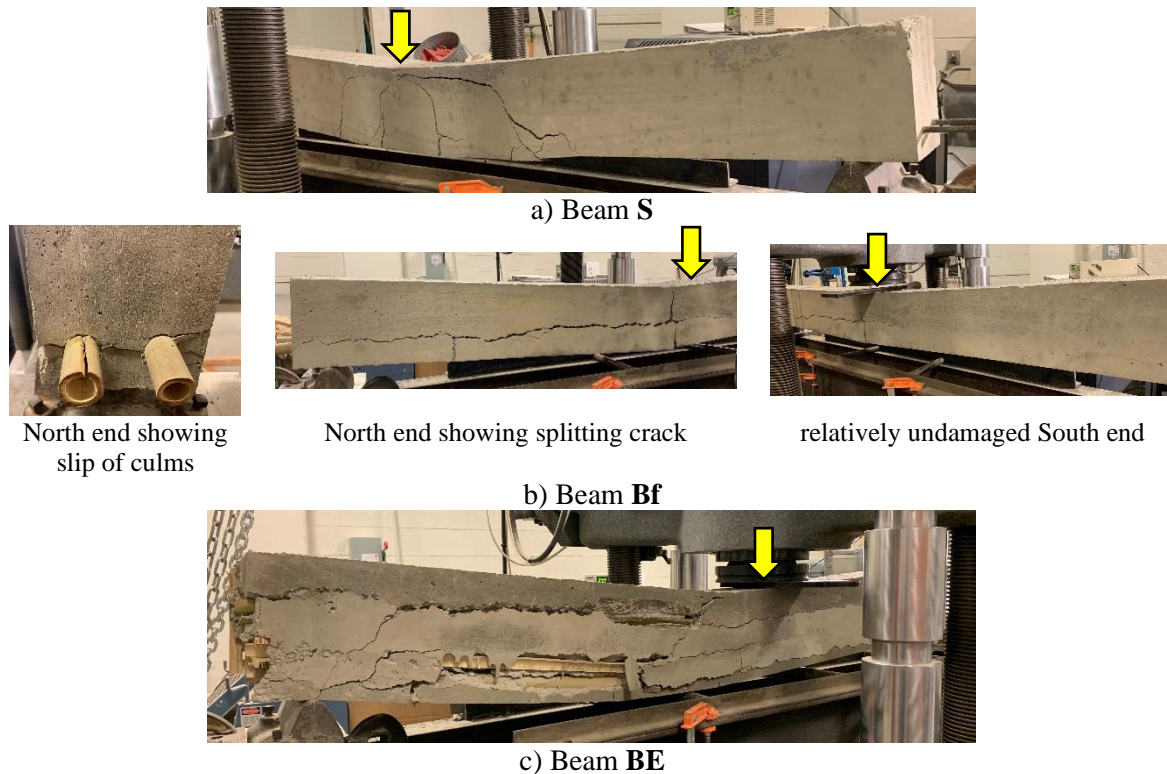 a) Beam S
North end showing
slip of culms
North end showing splitting crack
relatively undamaged South end
b) Beam Bf
c) Beam BE